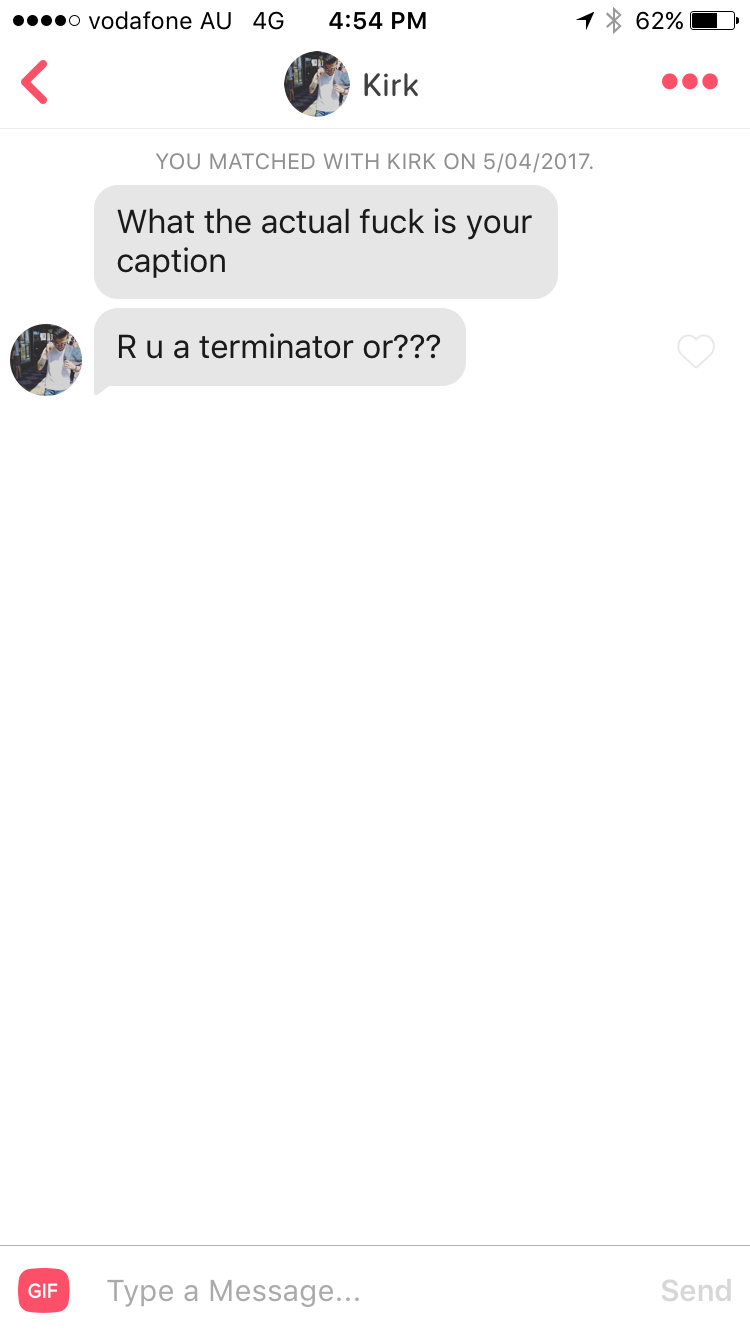 vodafone AU 4G 4:54 PM 62%
Kirk
YOU MATCHED WITH KIRK ON 5/04/2017.
What the actual fuck is your
caption
R u a terminator or???
GIF Type a Message... Send